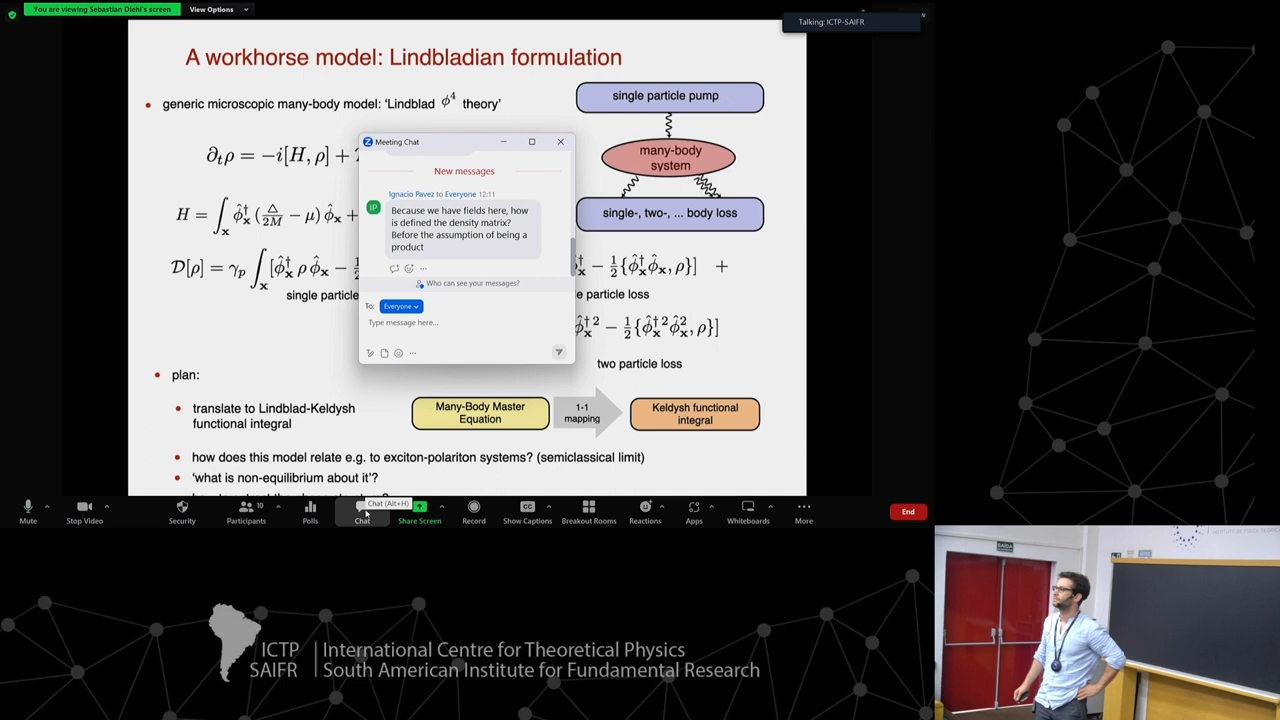 You are viewing Sebastian Diehl's screen
View Options
Talking: ICTP-SAIFR
A workhorse model: Lindbladian formulation
generic microscopic many-body model: 'Lindblad ϕ⁴ theory'
single particle pump
many-body
system
single-, two-, ... body loss
∂ₜρ = −i[H, ρ] +
H = ∫ₓ ϕ̂†ₓ (△/2M − μ) ϕ̂ₓ +
𝒟[ρ] = γₚ ∫ₓ [ϕ̂†ₓ ρ ϕ̂ₓ −
− ½{ϕ̂†ₓϕ̂ₓ, ρ}] +
single particle
e particle loss
ϕ̂†ₓ² − ½{ϕ̂†ₓ²ϕ̂ₓ², ρ}]
two particle loss
Meeting Chat
New messages
Ignacio Pavez to Everyone 12:11
IP
Because we have fields here, how
is defined the density matrix?
Before the assumption of being a
product
Who can see your messages?
To: Everyone
Type message here...
plan:
translate to Lindblad-Keldysh
functional integral
Many-Body Master
Equation
1-1
mapping
Keldysh functional
integral
how does this model relate e.g. to exciton-polariton systems? (semiclassical limit)
'what is non-equilibrium about it'?
Chat (Alt+H)
10
Mute
Stop Video
Security
Participants
Polls
Chat
Share Screen
Record
CC
Show Captions
Breakout Rooms
Reactions
Apps
Whiteboards
More
End
SAIDA
ICTP
SAIFR
International Centre for Theoretical Physics
South American Institute for Fundamental Research